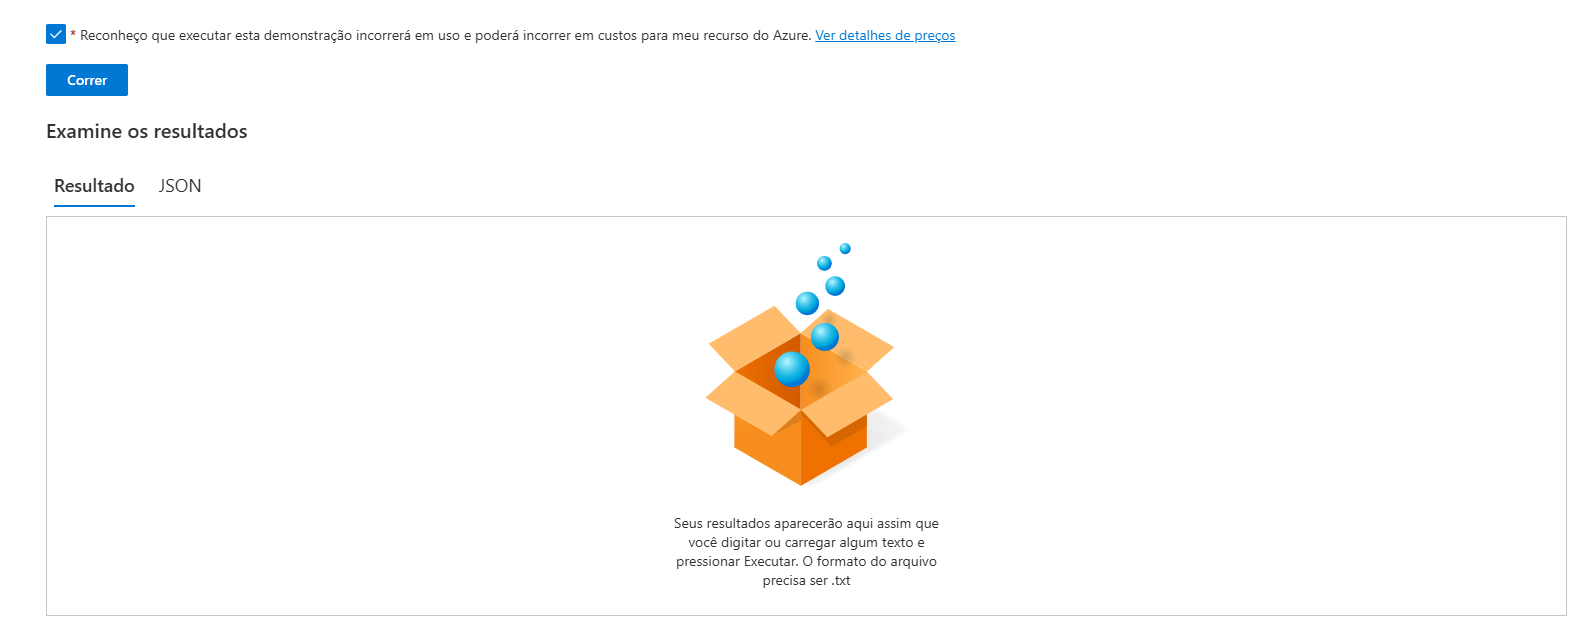 * Reconheço que executar esta demonstração incorrerá em uso e poderá incorrer em custos para meu recurso do Azure. Ver detalhes de preços
Correr
Examine os resultados
Resultado JSON
Seus resultados aparecerão aqui assim que
você digitar ou carregar algum texto e
pressionar Executar. O formato do arquivo
precisa ser .txt